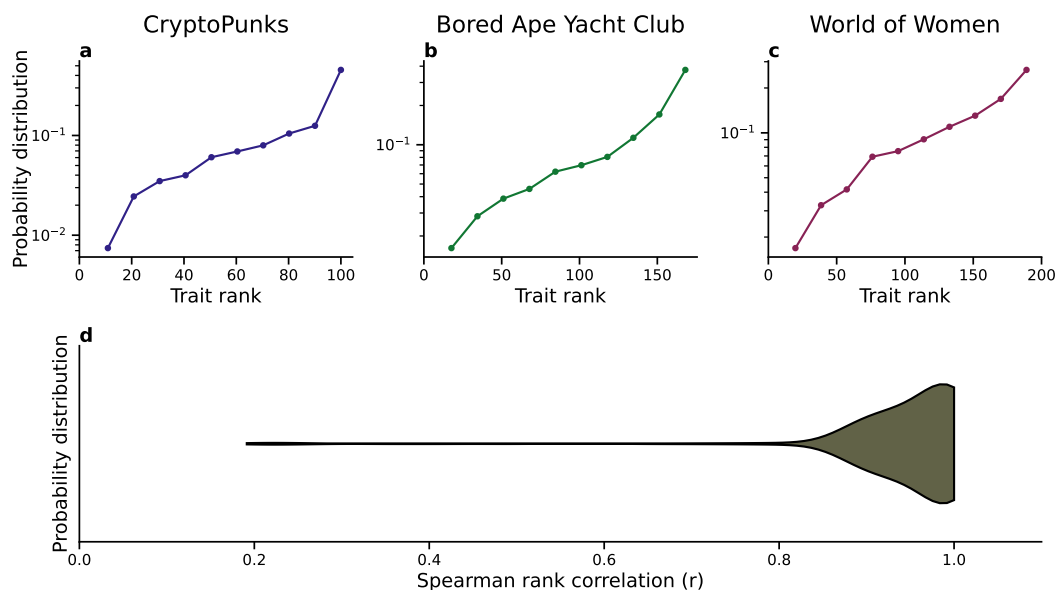 CryptoPunks
Bored Ape Yacht Club
World of Women
a
b
c
Probability distribution
10⁻¹
10⁻²
0 20 40 60 80 100
Trait rank
10⁻¹
0 50 100 150
Trait rank
10⁻¹
0 50 100 150 200
Trait rank
d
Probability distribution
0.0 0.2 0.4 0.6 0.8 1.0
Spearman rank correlation (r)